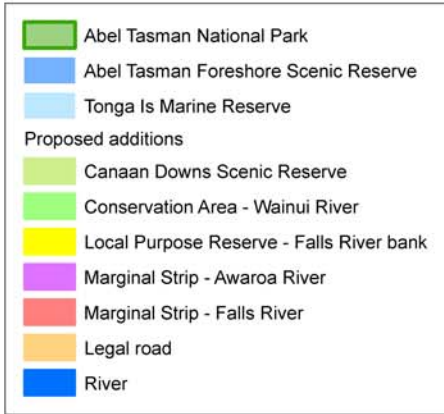 Abel Tasman National Park
Abel Tasman Foreshore Scenic Reserve
Tonga Is Marine Reserve
Proposed additions
Canaan Downs Scenic Reserve
Conservation Area - Wainui River
Local Purpose Reserve - Falls River bank
Marginal Strip - Awaroa River
Marginal Strip - Falls River
Legal road
River